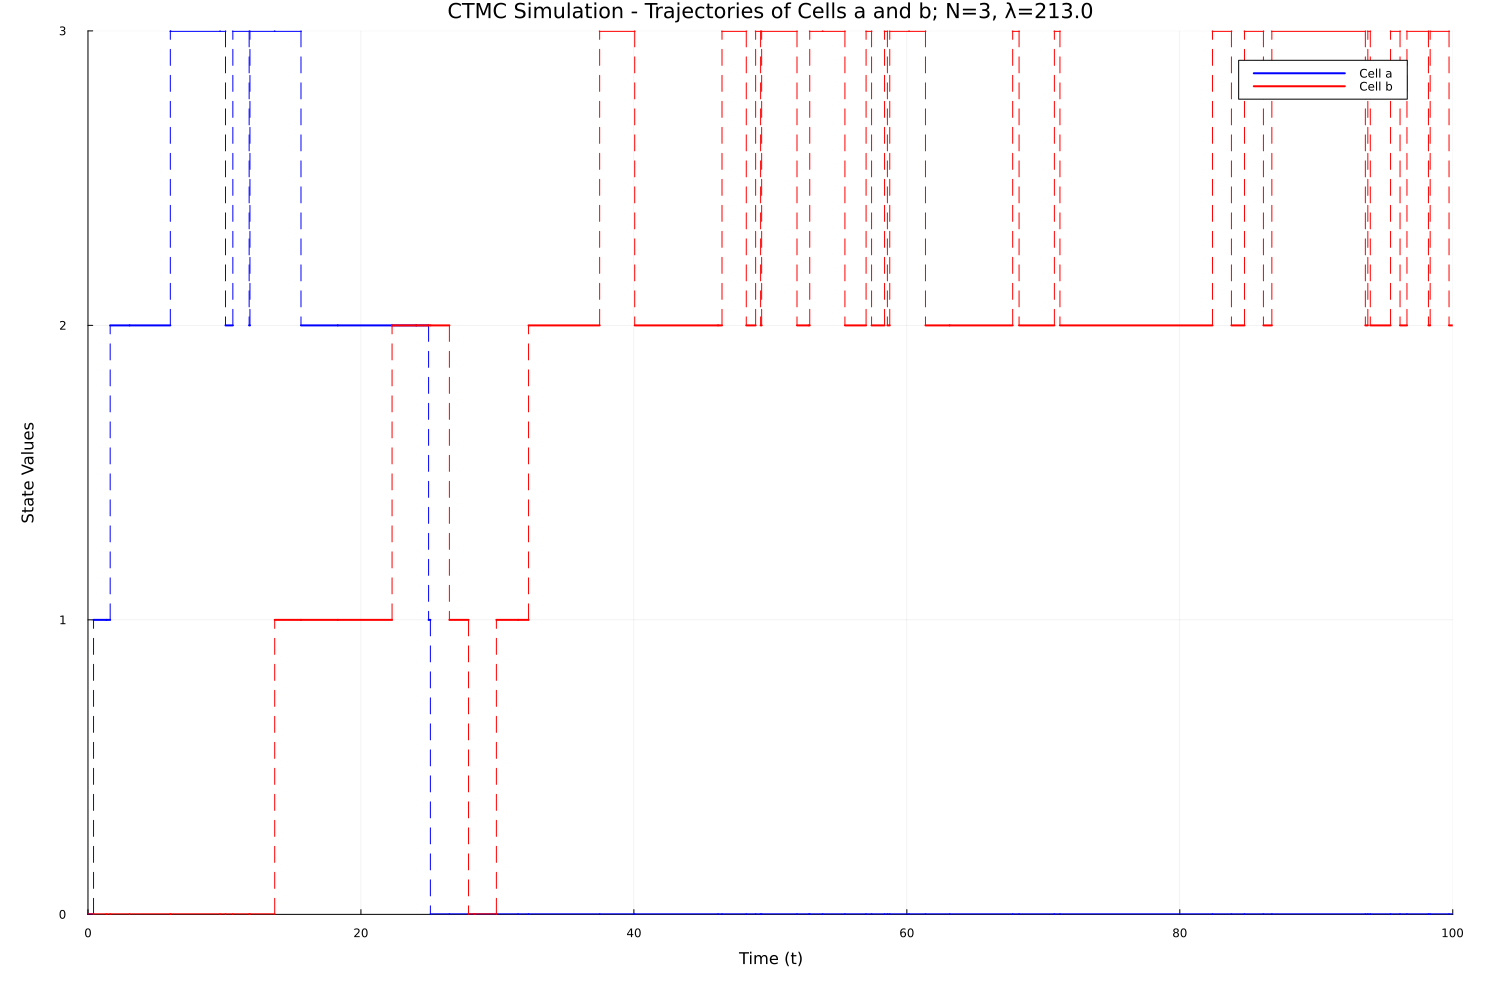 CTMC Simulation - Trajectories of Cells a and b; N=3, λ=213.0
3
Cell a
Cell b
2
State Values
1
0
0 20 40 60 80 100
Time (t)